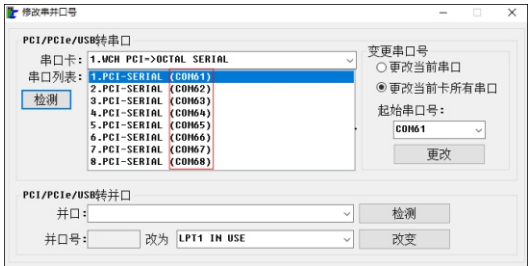 修改串并口号
PCI/PCIe/USB转串口
串口卡: 1.WCH PCI->OCTAL SERIAL
串口列表: 1.PCI-SERIAL (COM61)
2.PCI-SERIAL (COM62)
3.PCI-SERIAL (COM63)
4.PCI-SERIAL (COM64)
5.PCI-SERIAL (COM65)
6.PCI-SERIAL (COM66)
7.PCI-SERIAL (COM67)
8.PCI-SERIAL (COM68)
检测
变更串口号
更改当前串口
更改当前卡所有串口
起始串口号:
COM61
更改
PCI/PCIe/USB转并口
并口:
检测
并口号: 改为 LPT1 IN USE
改变